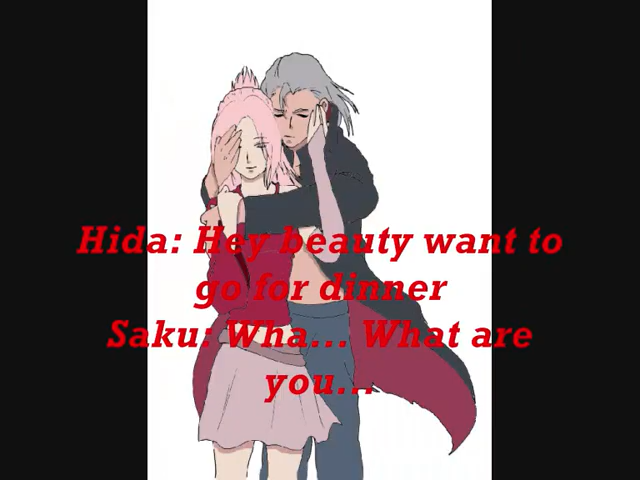 Hida: Hey beauty want to
go for dinner
Saku: Wha... What are
you...